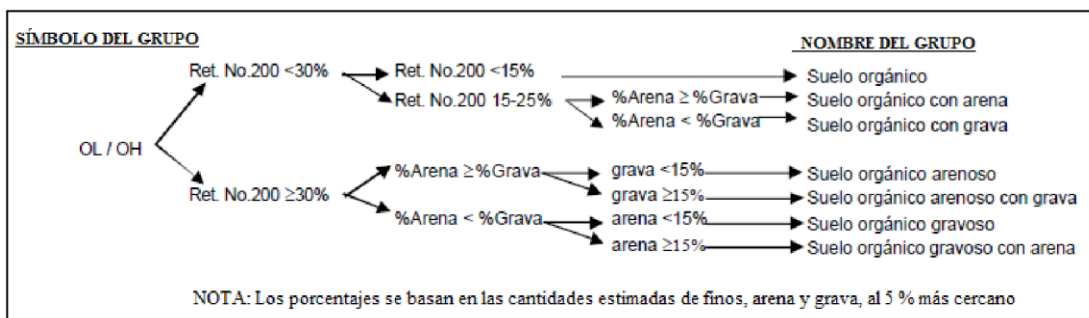 SÍMBOLO DEL GRUPO
NOMBRE DEL GRUPO
Ret. No.200 <30%
Ret. No.200 <15%
Suelo orgánico
Ret. No.200 15-25%
%Arena ≥ %Grava
Suelo orgánico con arena
%Arena < %Grava
Suelo orgánico con grava
OL / OH
Ret. No.200 ≥30%
%Arena ≥%Grava
grava <15%
Suelo orgánico arenoso
grava ≥15%
Suelo orgánico arenoso con grava
%Arena < %Grava
arena <15%
Suelo orgánico gravoso
arena ≥15%
Suelo orgánico gravoso con arena
NOTA: Los porcentajes se basan en las cantidades estimadas de finos, arena y grava, al 5 % más cercano